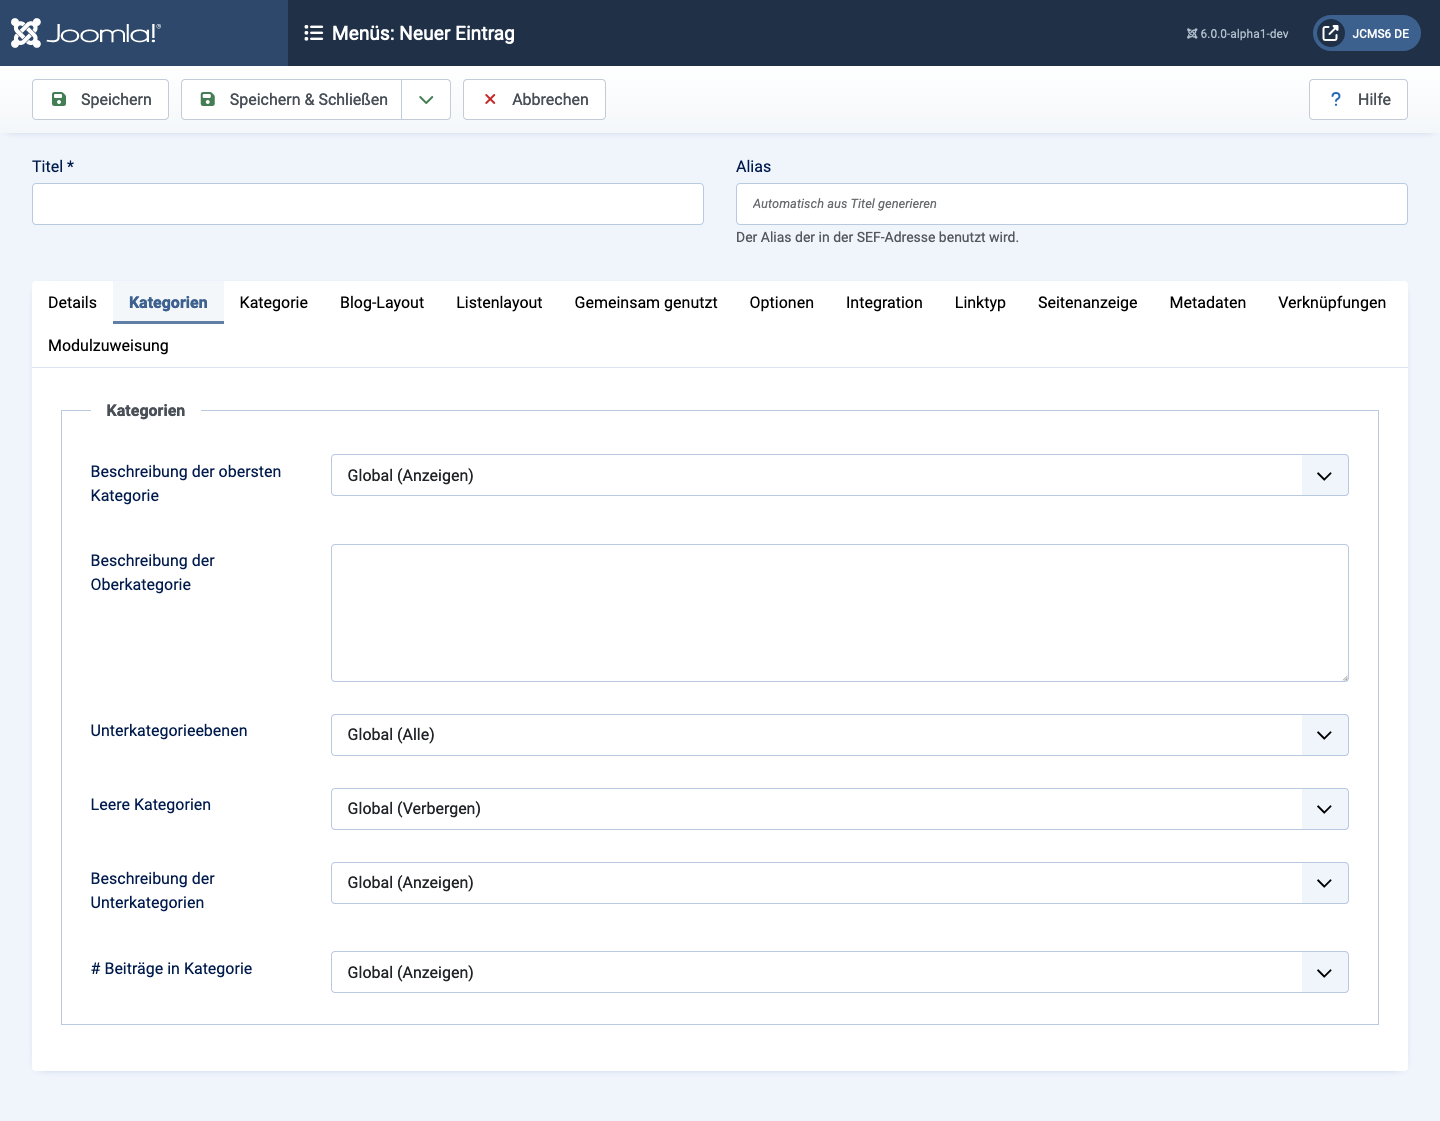 Joomla!®
Menüs: Neuer Eintrag
6.0.0-alpha1-dev
JCMS6 DE
Speichern
Speichern & Schließen
Abbrechen
? Hilfe
Titel *
Alias
Automatisch aus Titel generieren
Der Alias der in der SEF-Adresse benutzt wird.
Details Kategorien Kategorie Blog-Layout Listenlayout Gemeinsam genutzt Optionen Integration Linktyp Seitenanzeige Metadaten Verknüpfungen
Modulzuweisung
Kategorien
Beschreibung der obersten
Kategorie
Global (Anzeigen)
Beschreibung der
Oberkategorie
Unterkategorieebenen
Global (Alle)
Leere Kategorien
Global (Verbergen)
Beschreibung der
Unterkategorien
Global (Anzeigen)
# Beiträge in Kategorie
Global (Anzeigen)